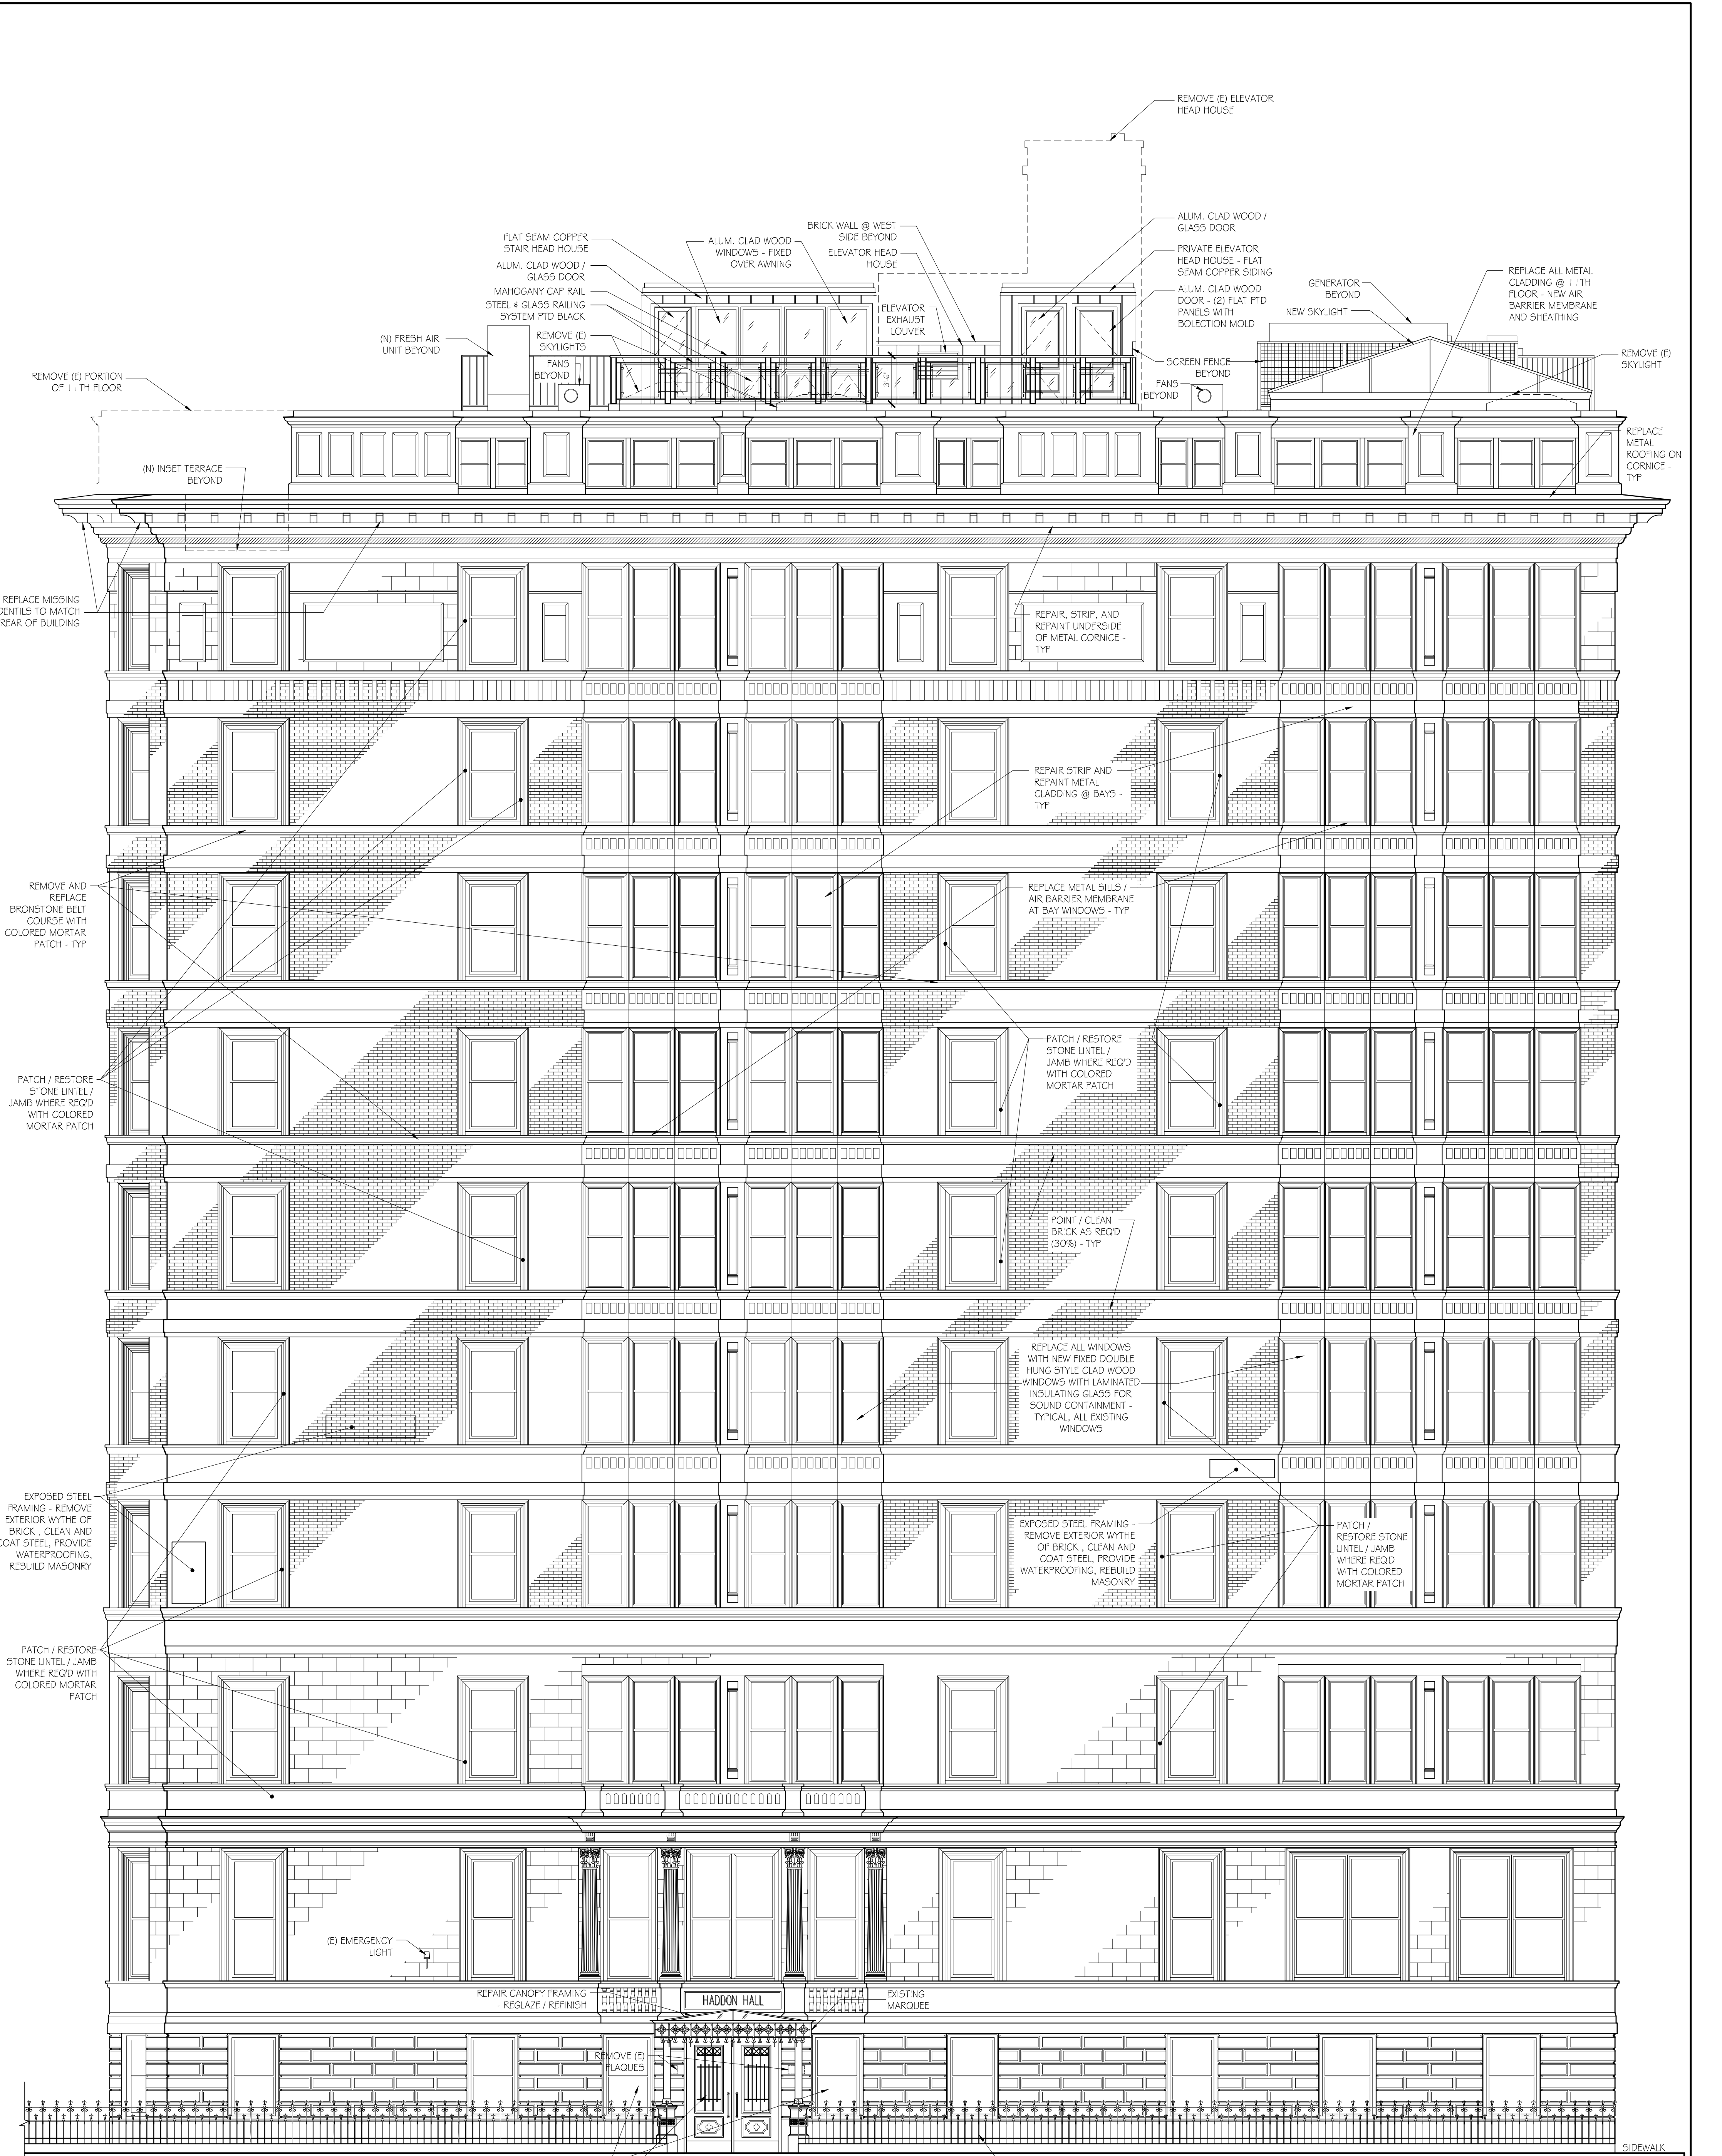 REMOVE (E) ELEVATOR
HEAD HOUSE
ALUM. CLAD WOOD /
GLASS DOOR
BRICK WALL @ WEST
SIDE BEYOND
FLAT SEAM COPPER
STAIR HEAD HOUSE
ALUM. CLAD WOOD
WINDOWS - FIXED
OVER AWNING
ELEVATOR HEAD
HOUSE
PRIVATE ELEVATOR
HEAD HOUSE - FLAT
SEAM COPPER SIDING
ALUM. CLAD WOOD /
GLASS DOOR
MAHOGANY CAP RAIL
STEEL & GLASS RAILING
SYSTEM PTD BLACK
GENERATOR
BEYOND
REPLACE ALL METAL
CLADDING @ 11TH
FLOOR - NEW AIR
BARRIER MEMBRANE
AND SHEATHING
ALUM. CLAD WOOD
DOOR - (2) FLAT PTD
PANELS WITH
BOLECTION MOLD
ELEVATOR
EXHAUST
LOUVER
NEW SKYLIGHT
REMOVE (E)
SKYLIGHTS
(N) FRESH AIR
UNIT BEYOND
FANS
BEYOND
3'-6"
SCREEN FENCE
BEYOND
FANS
BEYOND
REMOVE (E)
SKYLIGHT
REMOVE (E) PORTION
OF 11TH FLOOR
(N) INSET TERRACE
BEYOND
REPLACE
METAL
ROOFING ON
CORNICE -
TYP
REPLACE MISSING
DENTILS TO MATCH
REAR OF BUILDING
REPAIR, STRIP, AND
REPAINT UNDERSIDE
OF METAL CORNICE -
TYP
REPAIR STRIP AND
REPAINT METAL
CLADDING @ BAYS -
TYP
REMOVE AND
REPLACE
BRONSTONE BELT
COURSE WITH
COLORED MORTAR
PATCH - TYP
REPLACE METAL SILLS /
AIR BARRIER MEMBRANE
AT BAY WINDOWS - TYP
PATCH / RESTORE
STONE LINTEL /
JAMB WHERE REQ'D
WITH COLORED
MORTAR PATCH
PATCH / RESTORE
STONE LINTEL /
JAMB WHERE REQ'D
WITH COLORED
MORTAR PATCH
POINT / CLEAN
BRICK AS REQ'D
(30%) - TYP
REPLACE ALL WINDOWS
WITH NEW FIXED DOUBLE
HUNG STYLE CLAD WOOD
WINDOWS WITH LAMINATED
INSULATING GLASS FOR
SOUND CONTAINMENT -
TYPICAL, ALL EXISTING
WINDOWS
EXPOSED STEEL
FRAMING - REMOVE
EXTERIOR WYTHE OF
BRICK , CLEAN AND
COAT STEEL, PROVIDE
WATERPROOFING,
REBUILD MASONRY
EXPOSED STEEL FRAMING -
REMOVE EXTERIOR WYTHE
OF BRICK , CLEAN AND
COAT STEEL, PROVIDE
WATERPROOFING, REBUILD
MASONRY
PATCH /
RESTORE STONE
LINTEL / JAMB
WHERE REQ'D
WITH COLORED
MORTAR PATCH
PATCH / RESTORE
STONE LINTEL / JAMB
WHERE REQ'D WITH
COLORED MORTAR
PATCH
(E) EMERGENCY
LIGHT
REPAIR CANOPY FRAMING
- REGLAZE / REFINISH
HADDON HALL
EXISTING
MARQUEE
REMOVE (E)
PLAQUES
SIDEWALK